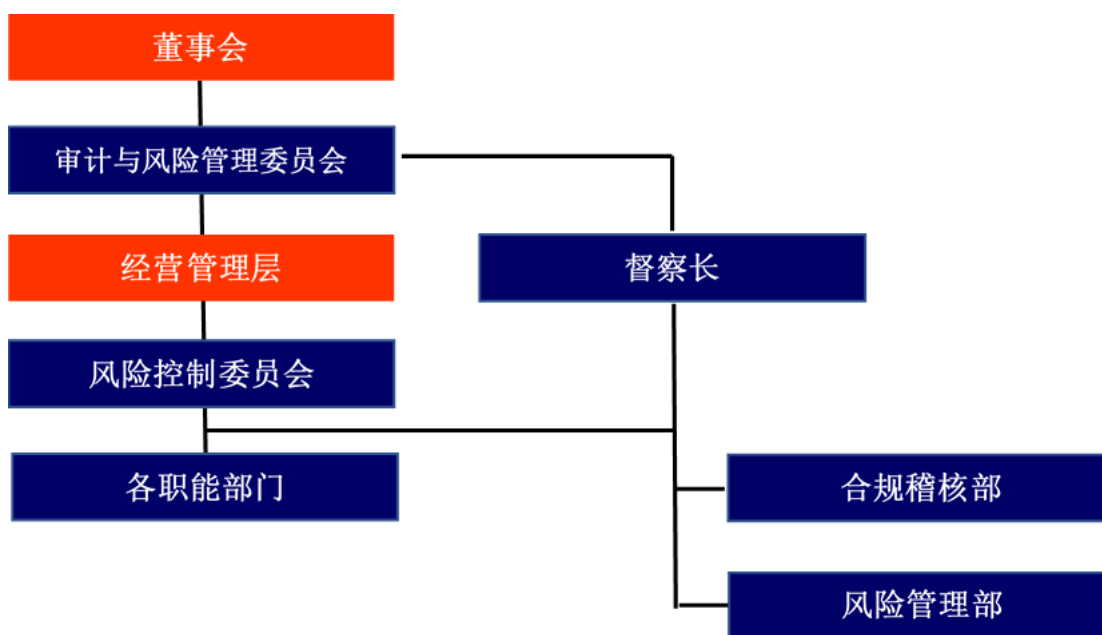 董事会
审计与风险管理委员会
经营管理层
督察长
风险控制委员会
各职能部门
合规稽核部
风险管理部